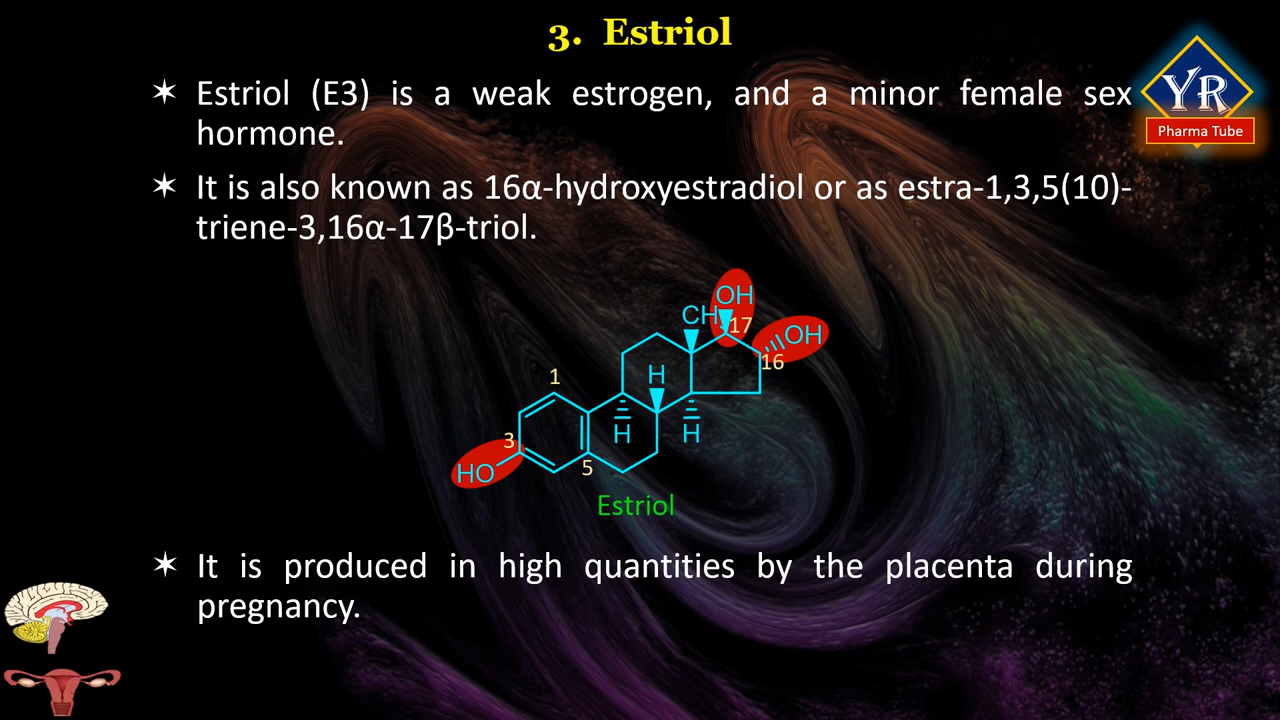 3. Estriol
YR
Pharma Tube
✶ Estriol (E3) is a weak estrogen, and a minor female sex
hormone.
✶ It is also known as 16α-hydroxyestradiol or as estra-1,3,5(10)-
triene-3,16α-17β-triol.
OH
CH
17
OH
16
H
1
H
H
3
HO
5
Estriol
✶ It is produced in high quantities by the placenta during
pregnancy.